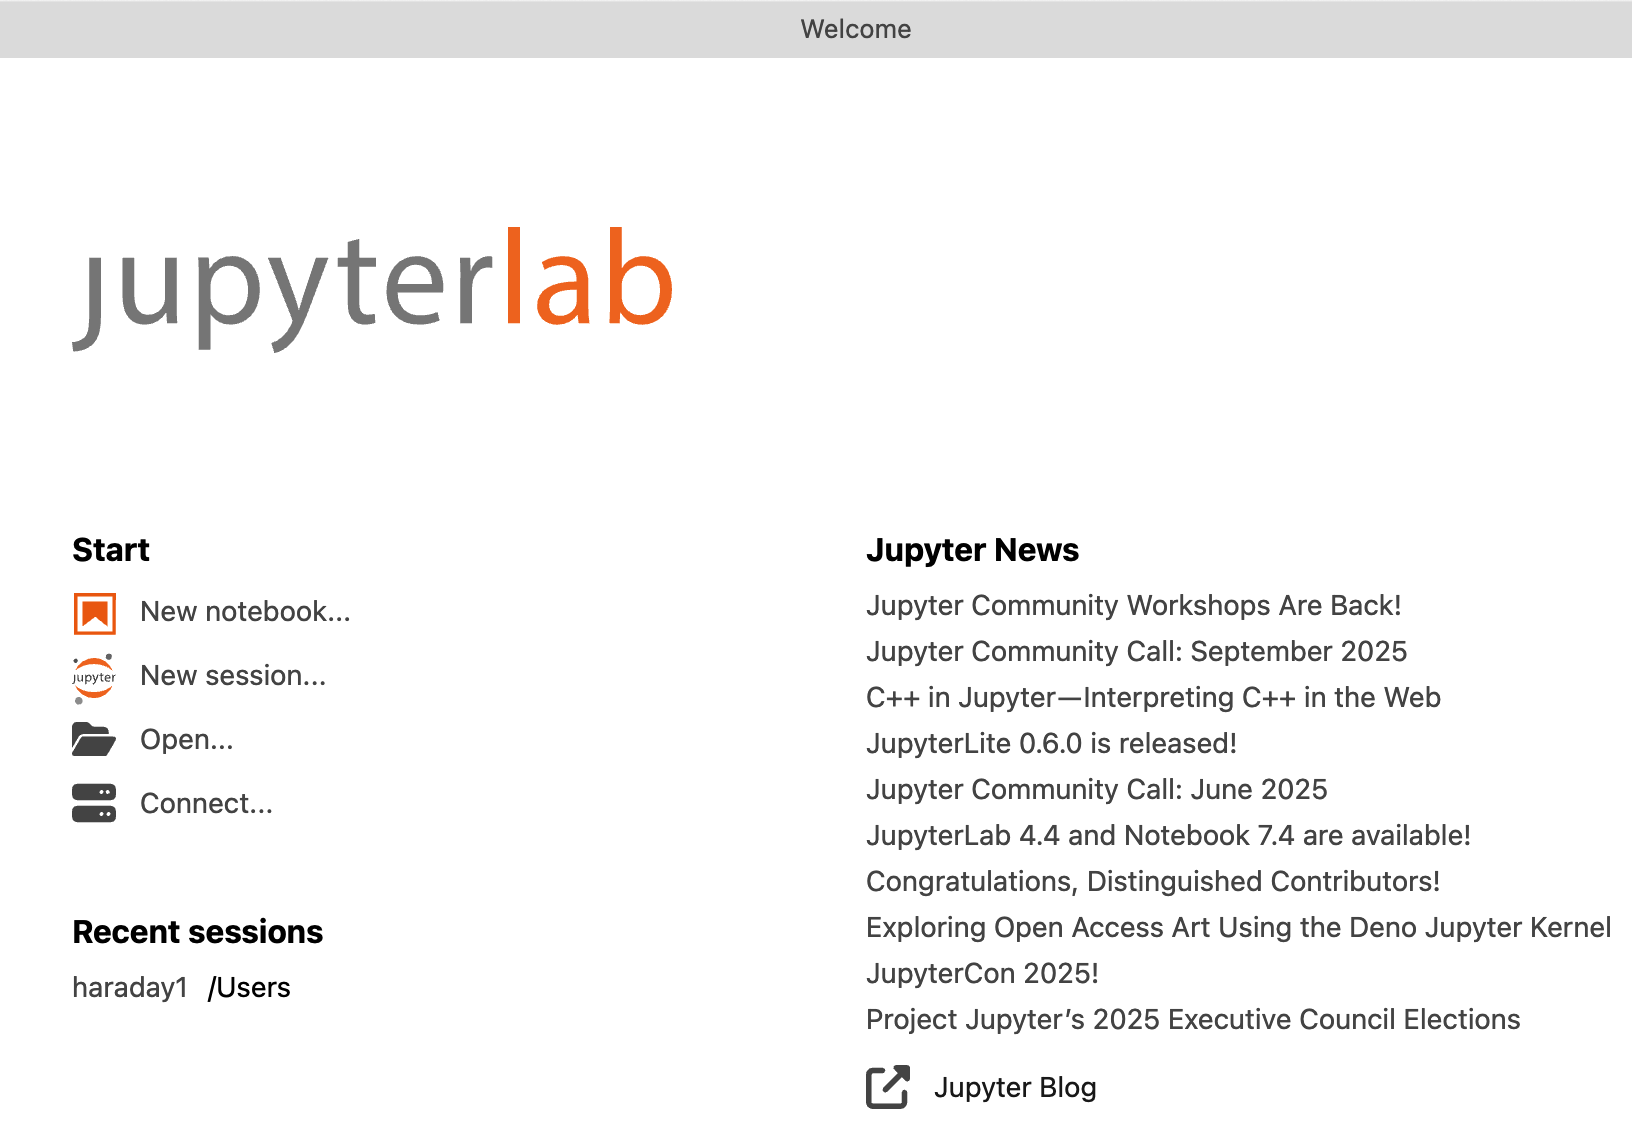 Welcome
jupyterlab
Start
New notebook...
jupyter
New session...
Open...
Connect...
Recent sessions
haraday1 /Users
Jupyter News
Jupyter Community Workshops Are Back!
Jupyter Community Call: September 2025
C++ in Jupyter—Interpreting C++ in the Web
JupyterLite 0.6.0 is released!
Jupyter Community Call: June 2025
JupyterLab 4.4 and Notebook 7.4 are available!
Congratulations, Distinguished Contributors!
Exploring Open Access Art Using the Deno Jupyter Kernel
JupyterCon 2025!
Project Jupyter’s 2025 Executive Council Elections
Jupyter Blog